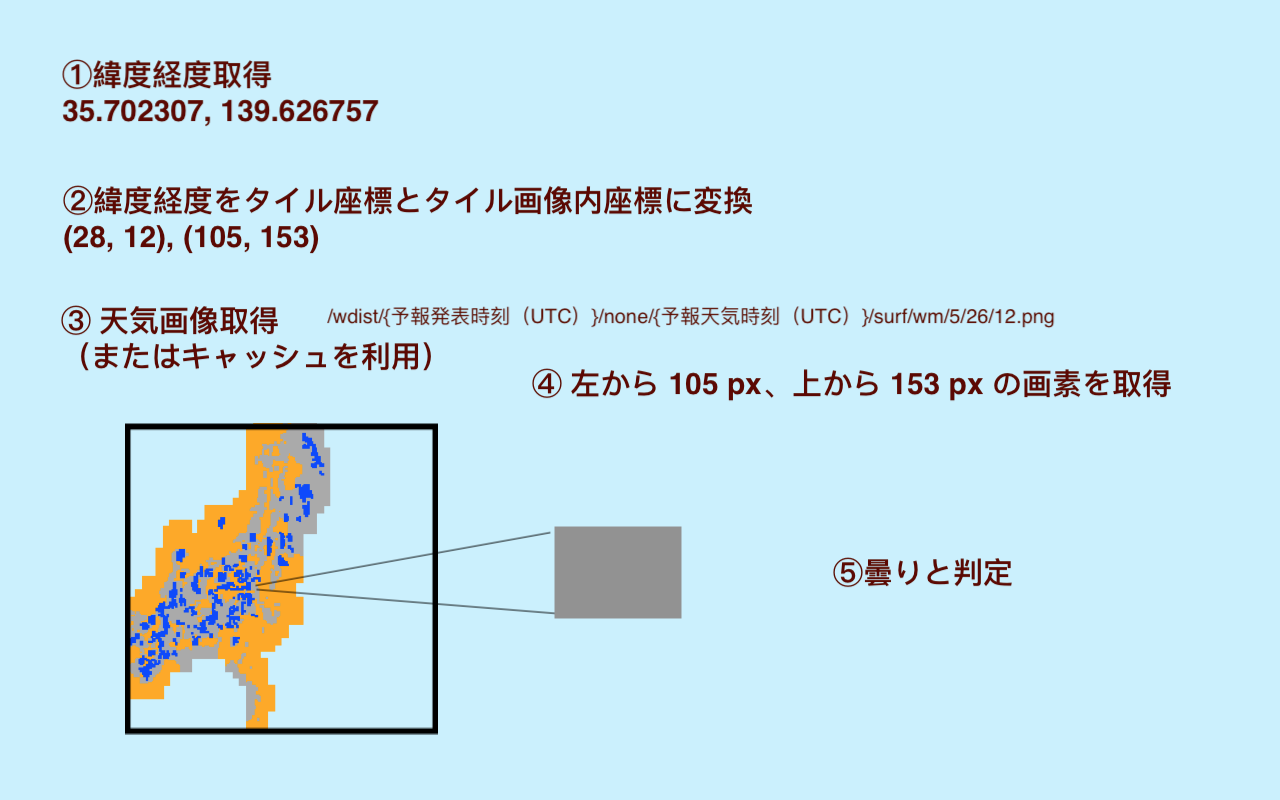 ①緯度経度取得
35.702307, 139.626757
②緯度経度をタイル座標とタイル画像内座標に変換
(28, 12), (105, 153)
③ 天気画像取得
/wdist/{予報発表時刻（UTC）}/none/{予報天気時刻（UTC）}/surf/wm/5/26/12.png
（またはキャッシュを利用）
④ 左から 105 px、上から 153 px の画素を取得
⑤曇りと判定